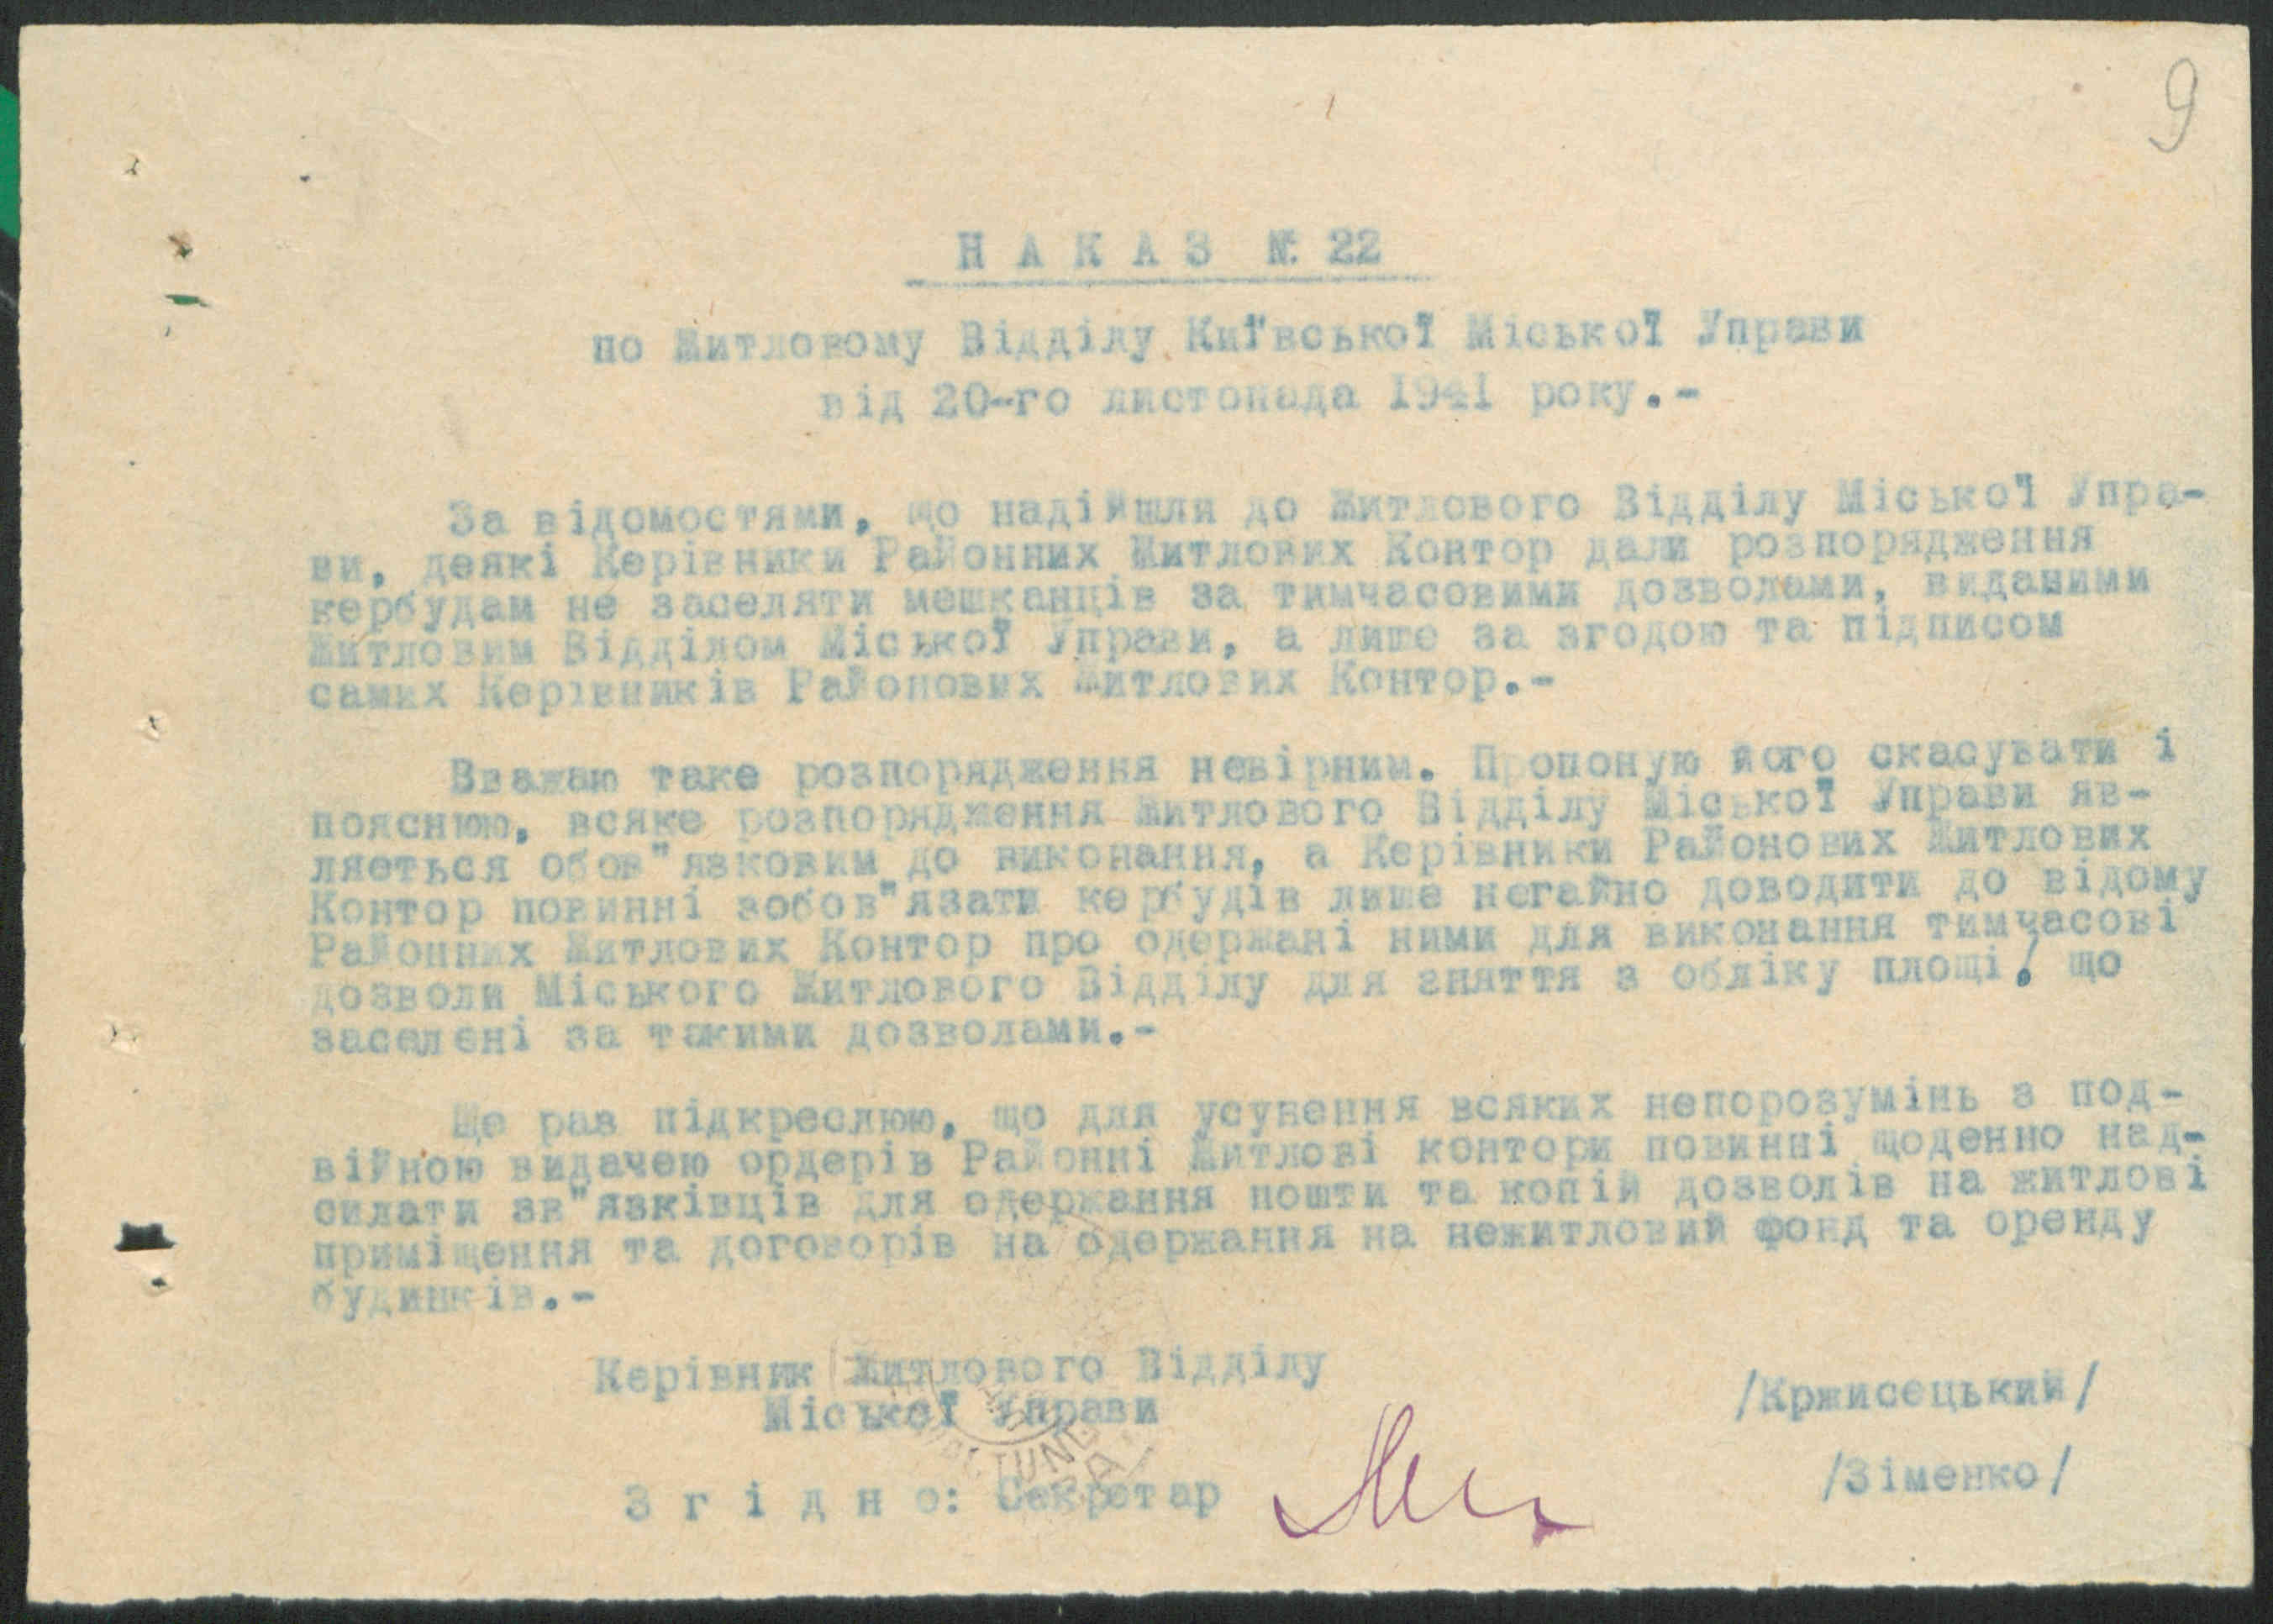 9
Н А К А З № 22
по Житловому Відділу Київської Міської Управи
від 20-го листопада 1941 року.-
За відомостями, що надійшли до Житлового Відділу Міської Упра-
ви, деякі Керівники Районних Житлових Контор дали розпорядження
кербудам не заселяти мешканців за тимчасовими дозволами, виданими
Житловим Відділом Міської Управи, а лише за згодою та підписом
самих Керівників Районових Житлових Контор.-
Вважаю таке розпорядження невірним. Пропоную його скасувати і
пояснюю, всяке розпорядження Житлового Відділу Міської Управи яв-
ляється обов"язковим до виконання, а Керівники Районових Житлових
Контор повинні зобов"язати кербудів лише негайно доводити до відому
Районних Житлових Контор про одержані ними для виконання тимчасові
дозволи Міського Житлового Відділу для зняття з обліку площі, що
заселені за такими дозволами.-
Ще раз підкреслюю, що для усунення всяких непорозумінь з под-
війною видачею ордерів Районні Житлові контори повинні щоденно над-
силати зв"язківців для одержання пошти та копій дозволів на житлові
приміщення та договорів на одержання на нежитловий фонд та оренду
будинків.-
Керівник Житлового Відділу
Міської Управи /Кржисецький/
З г і д н о: Секретар /Зіменко/